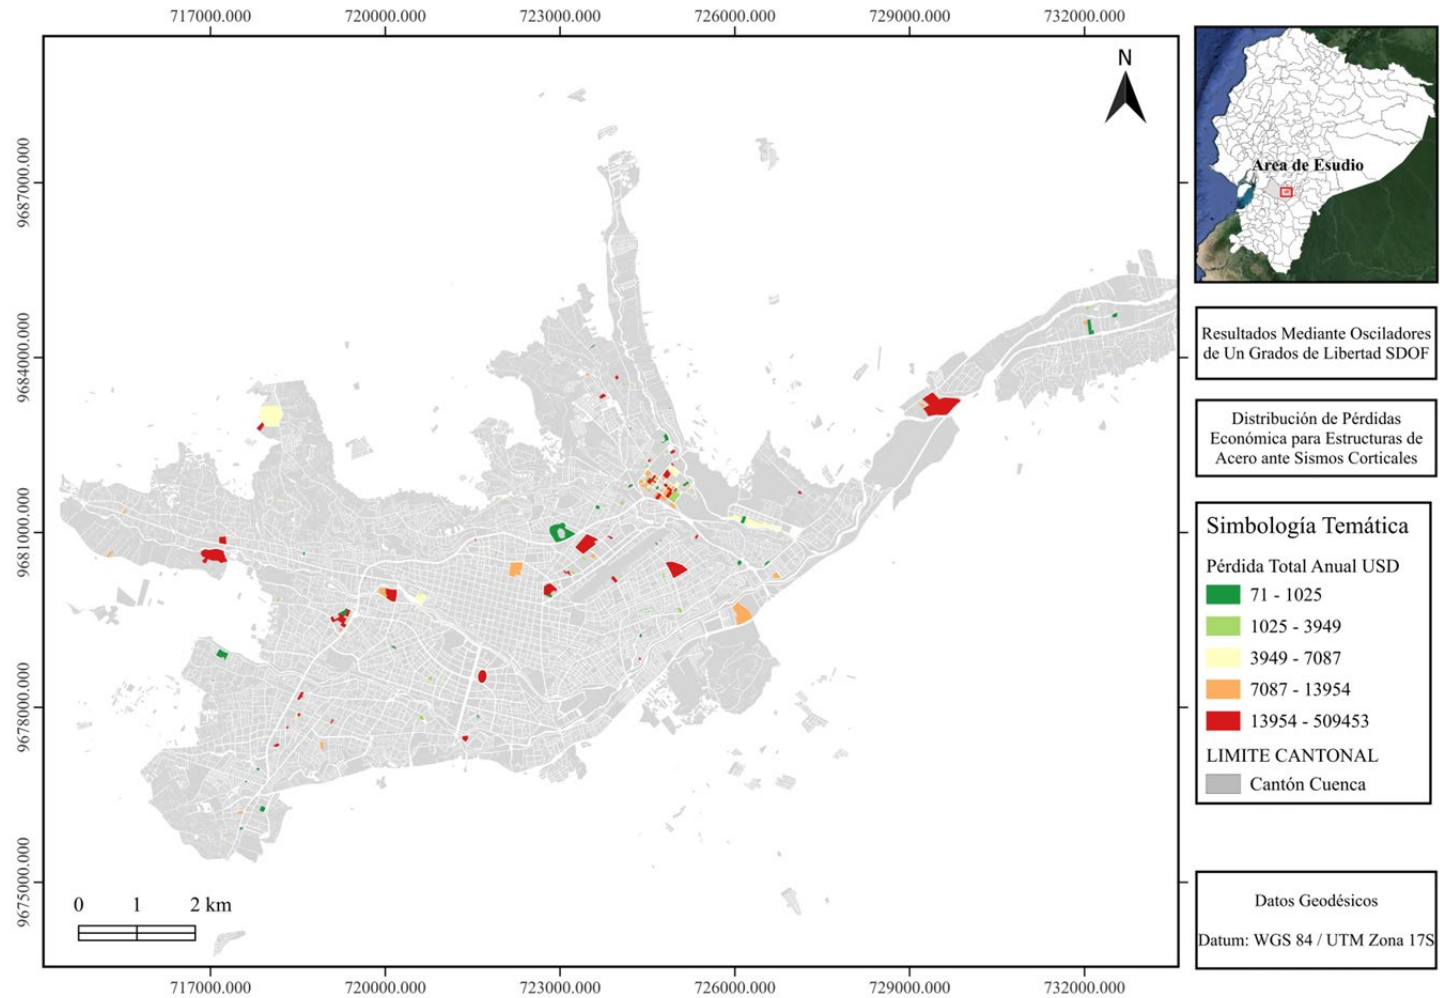 717000.000 720000.000 723000.000 726000.000 729000.000 732000.000
N
9687000.000
9684000.000
9681000.000
9678000.000
9675000.000
0 1 2 km
717000.000 720000.000 723000.000 726000.000 729000.000 732000.000
Area de Esudio
Resultados Mediante Osciladores
de Un Grados de Libertad SDOF
Distribución de Pérdidas
Económica para Estructuras de
Acero ante Sismos Corticales
Simbología Temática
Pérdida Total Anual USD
71 - 1025
1025 - 3949
3949 - 7087
7087 - 13954
13954 - 509453
LIMITE CANTONAL
Cantón Cuenca
Datos Geodésicos
Datum: WGS 84 / UTM Zona 17S